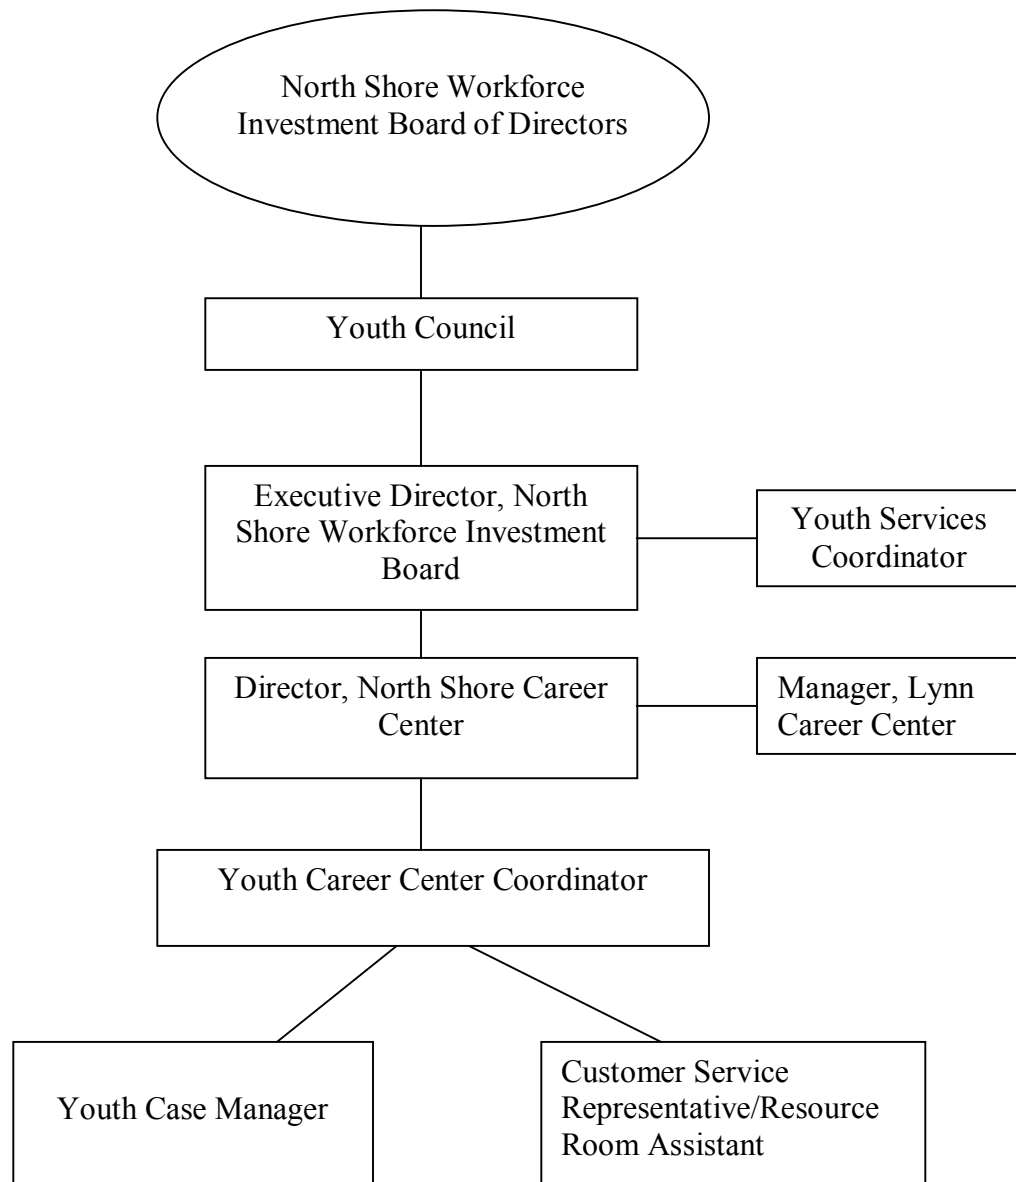 North Shore Workforce
Investment Board of Directors
Youth Council
Executive Director, North
Shore Workforce Investment
Board
Youth Services
Coordinator
Director, North Shore Career
Center
Manager, Lynn
Career Center
Youth Career Center Coordinator
Youth Case Manager
Customer Service
Representative/Resource
Room Assistant